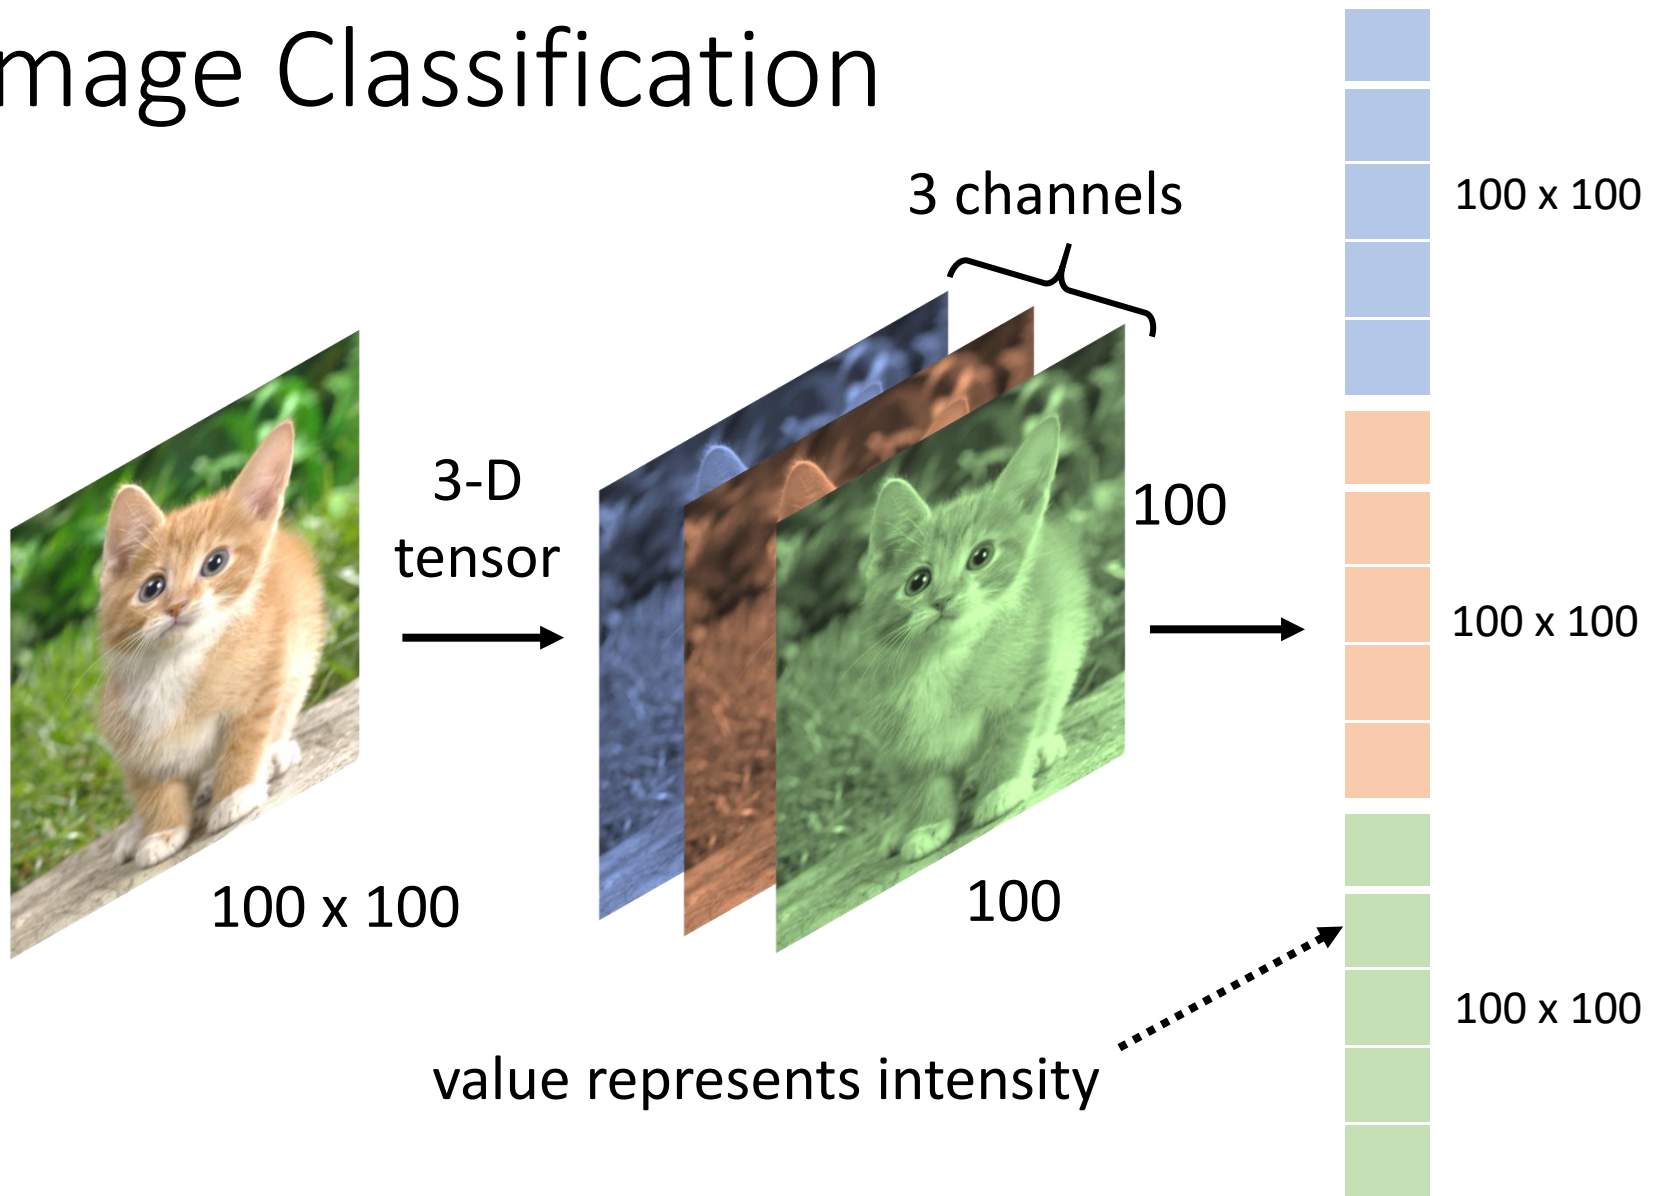 mage Classification
3 channels
100 x 100
3-D
tensor
100
100 x 100
100 x 100
100
100 x 100
value represents intensity